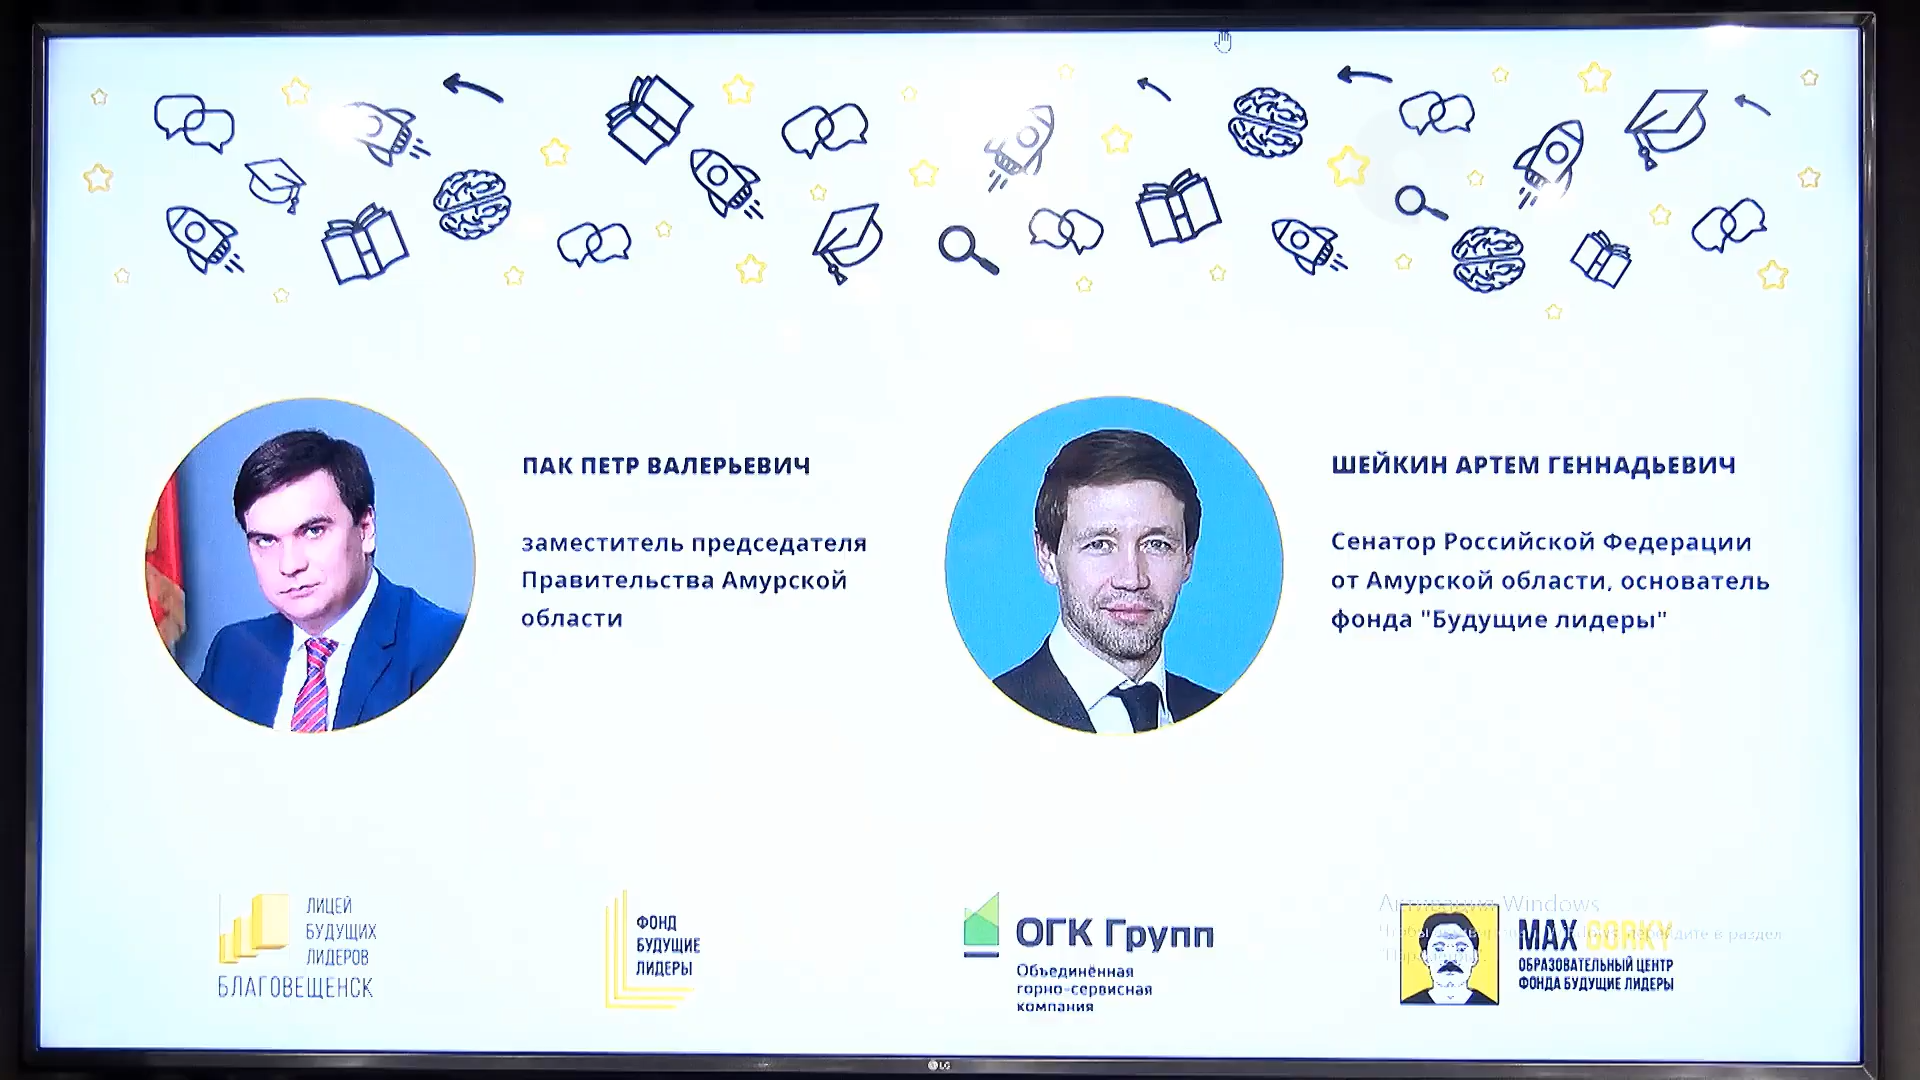 ПАК ПЕТР ВАЛЕРЬЕВИЧ
заместитель председателя
Правительства Амурской
области
ШЕЙКИН АРТЕМ ГЕННАДЬЕВИЧ
Сенатор Российской Федерации
от Амурской области, основатель
фонда "Будущие лидеры"
ЛИЦЕЙ
БУДУЩИХ
ЛИДЕРОВ
БЛАГОВЕЩЕНСК
ФОНД
БУДУЩИЕ
ЛИДЕРЫ
ОГК Групп
Объединённая
горно-сервисная
компания
Активация Windows
MAX GORKY
ОБРАЗОВАТЕЛЬНЫЙ ЦЕНТР
ФОНДА БУДУЩИЕ ЛИДЕРЫ
LG